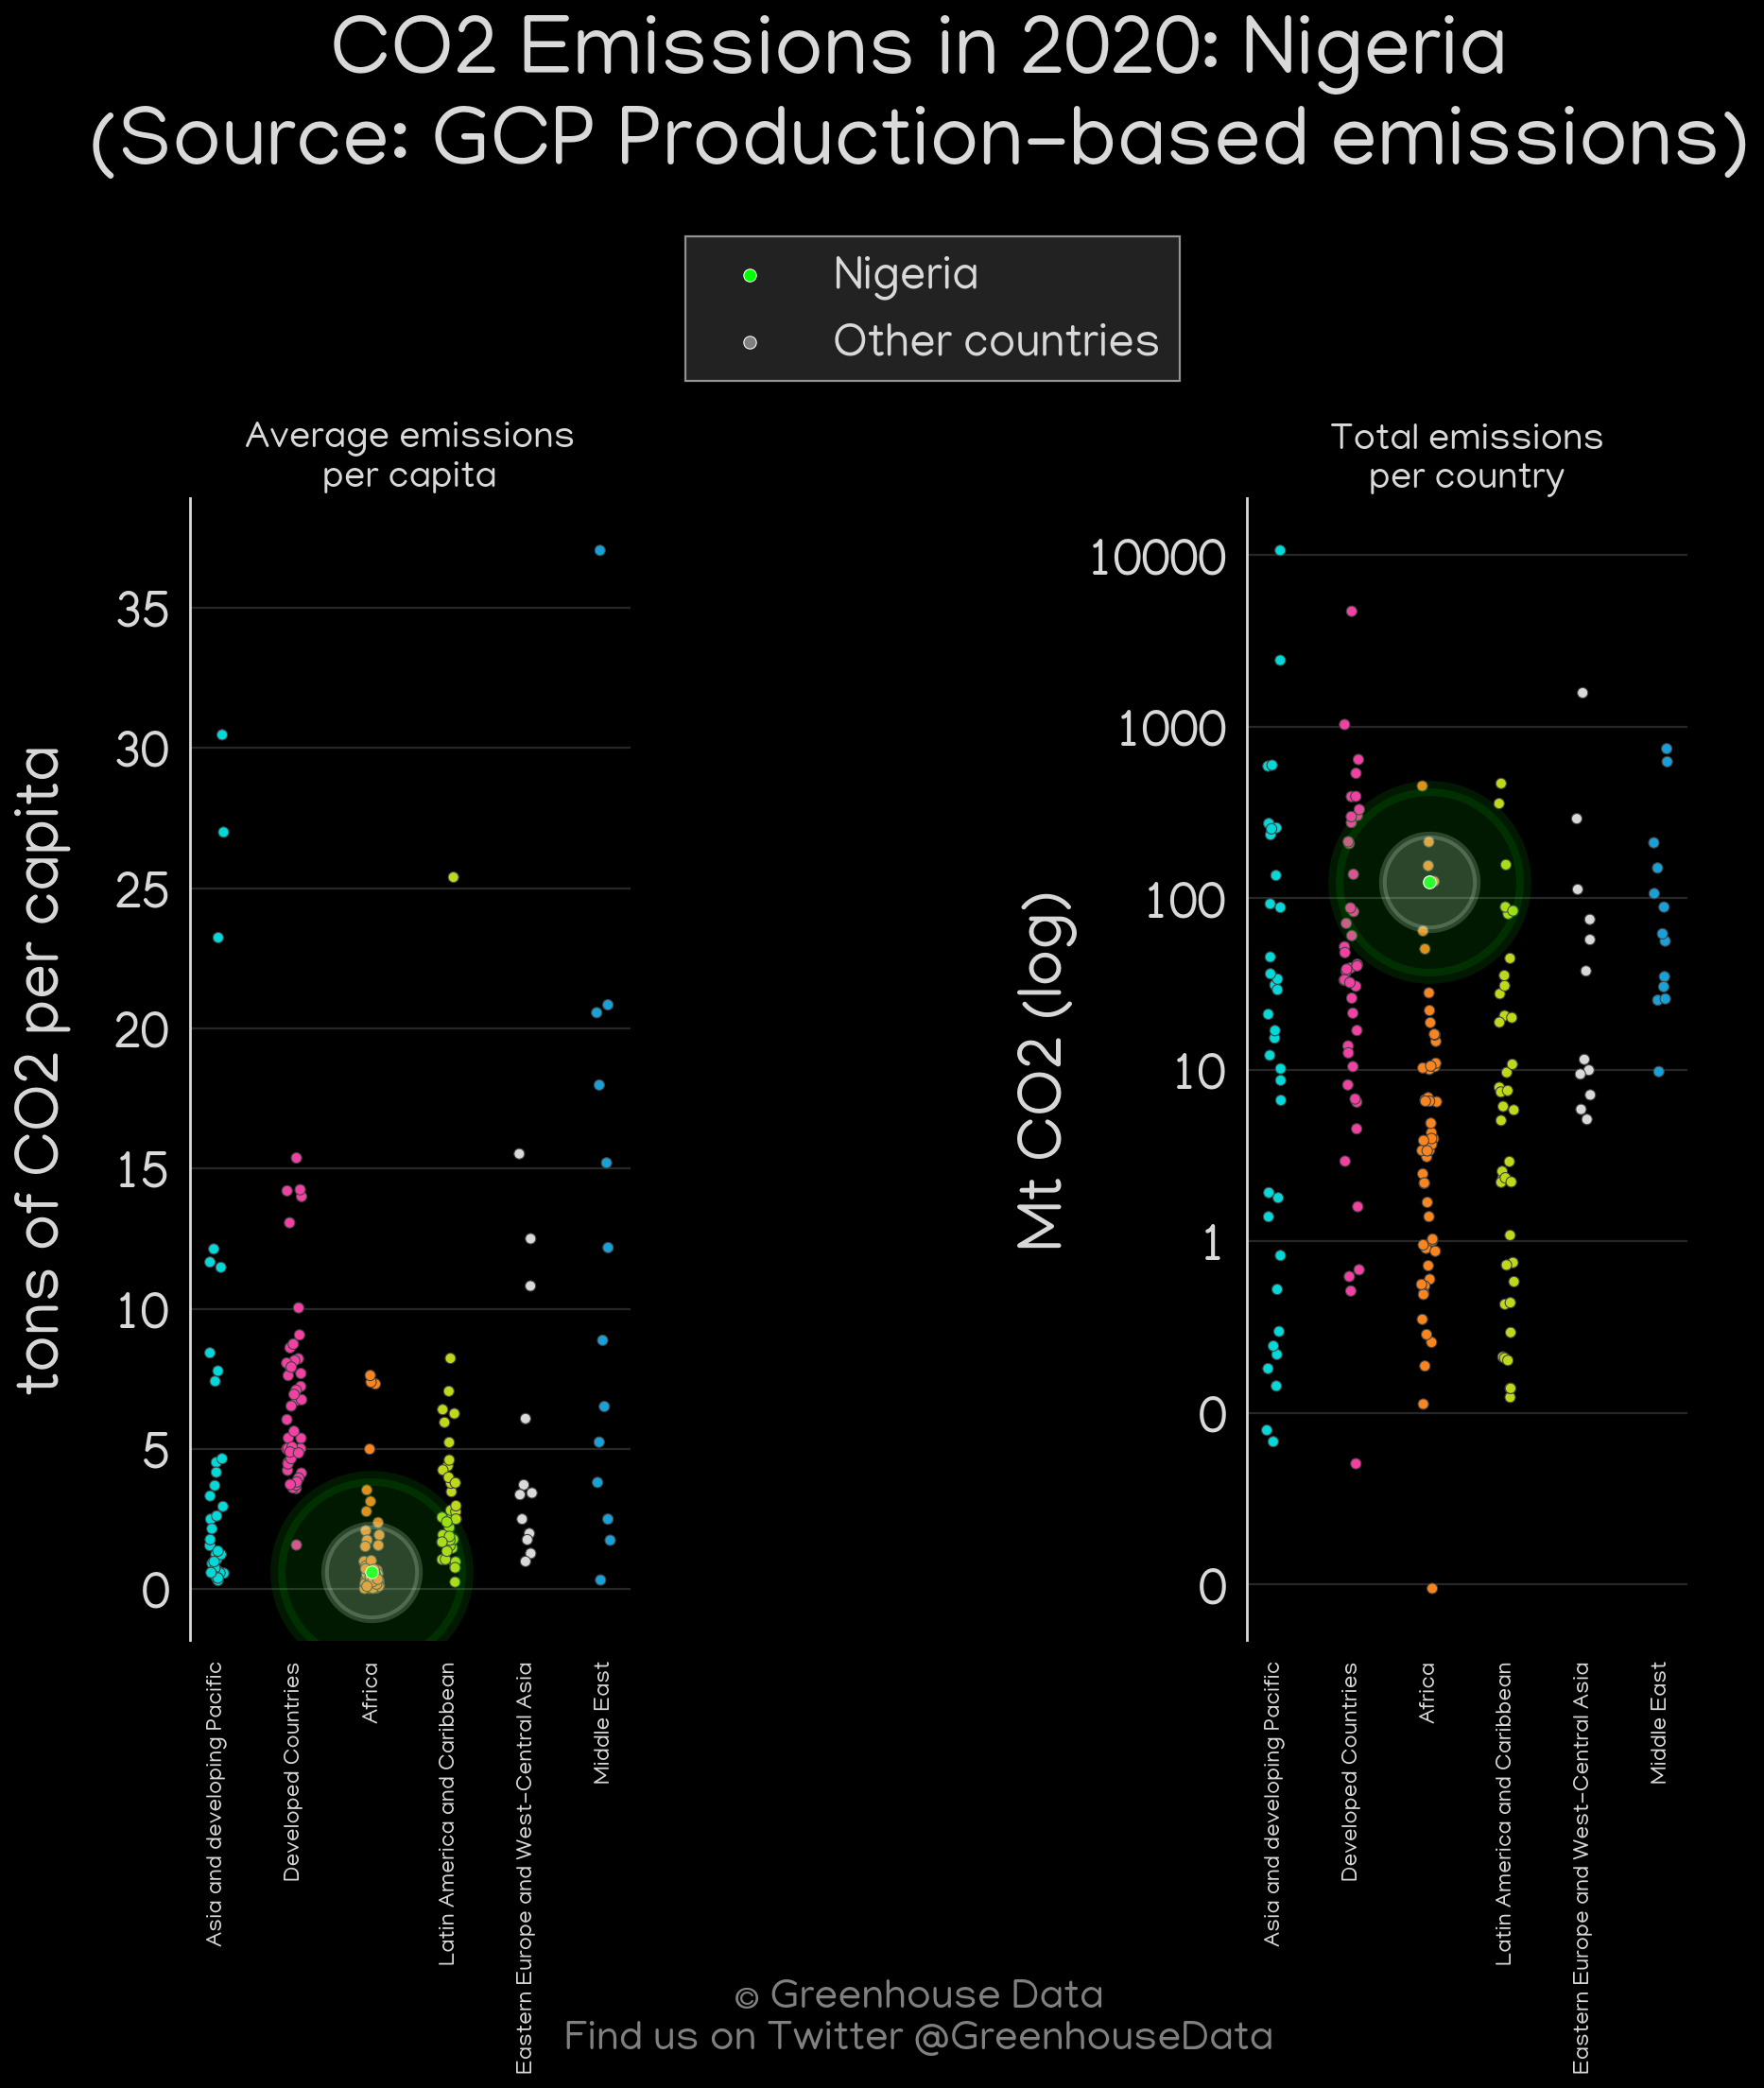 CO2 Emissions in 2020: Nigeria
(Source: GCP Production-based emissions)
Nigeria
Other countries
Average emissions
per capita
tons of CO2 per capita
35
30
25
20
15
10
5
0
Asia and developing Pacific
Developed Countries
Africa
Latin America and Caribbean
Eastern Europe and West-Central Asia
Middle East
Total emissions
per country
Mt CO2 (log)
10000
1000
100
10
1
0
0
Asia and developing Pacific
Developed Countries
Africa
Latin America and Caribbean
Eastern Europe and West-Central Asia
Middle East
© Greenhouse Data
Find us on Twitter @GreenhouseData